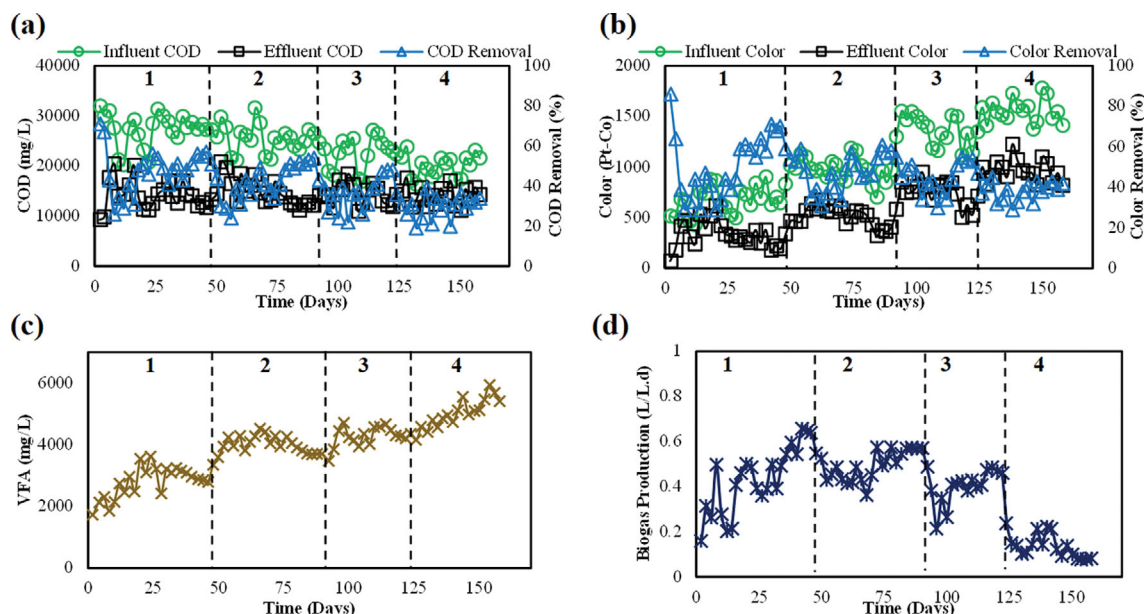 (a)
Influent COD Effluent COD COD Removal
40000 100
1 2 3 4
30000 80
60
20000
40
10000
20
0 0
0 25 50 75 100 125 150
Time (Days)
COD (mg/L)
COD Removal (%)
(b)
Influent Color Effluent Color Color Removal
2000 100
1 2 3 4
1500 80
60
1000
40
500
20
0 0
0 25 50 75 100 125 150
Time (Days)
Color (Pt-Co)
Color Removal (%)
(c)
1 2 3 4
6000
4000
2000
0
0 25 50 75 100 125 150
Time (Days)
VFA (mg/L)
(d)
1
1 2 3 4
0.8
0.6
0.4
0.2
0
0 25 50 75 100 125 150
Time (Days)
Biogas Production (L/L.d)